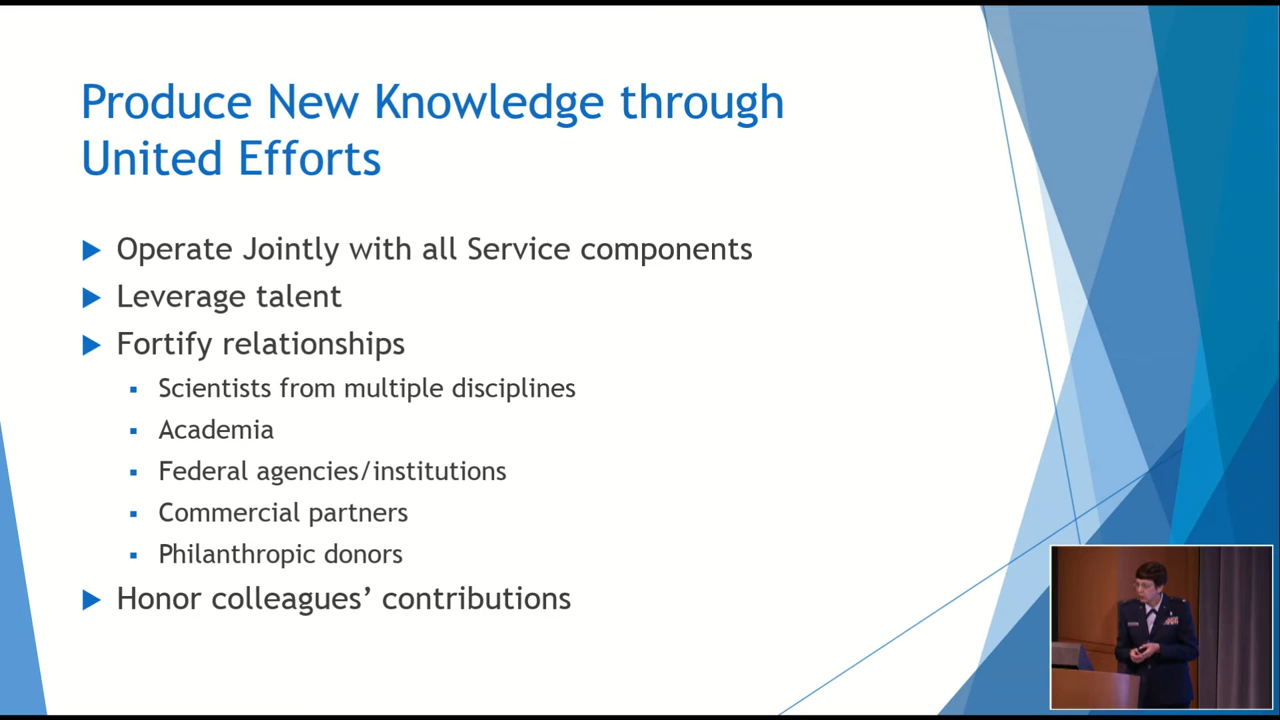 Produce New Knowledge through
United Efforts
Operate Jointly with all Service components
Leverage talent
Fortify relationships
Scientists from multiple disciplines
Academia
Federal agencies/institutions
Commercial partners
Philanthropic donors
Honor colleagues’ contributions